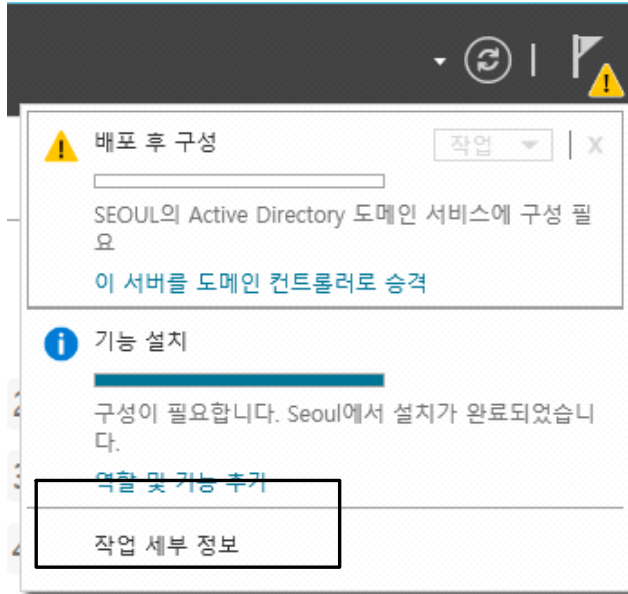 배포 후 구성
작업
X
SEOUL의 Active Directory 도메인 서비스에 구성 필
요
이 서버를 도메인 컨트롤러로 승격
기능 설치
구성이 필요합니다. Seoul에서 설치가 완료되었습니
다.
역할 및 기능 추가
작업 세부 정보